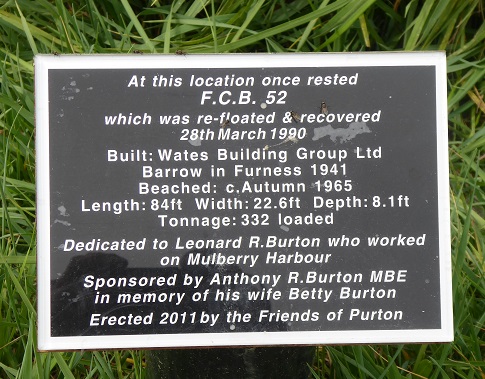 At this location once rested
F.C.B. 52
which was re-floated & recovered
28th March 1990
Built: Wates Building Group Ltd
Barrow in Furness 1941
Beached: c.Autumn 1965
Length: 84ft Width: 22.6ft Depth: 8.1ft
Tonnage: 332 loaded
Dedicated to Leonard R.Burton who worked
on Mulberry Harbour
Sponsored by Anthony R.Burton MBE
in memory of his wife Betty Burton
Erected 2011 by the Friends of Purton